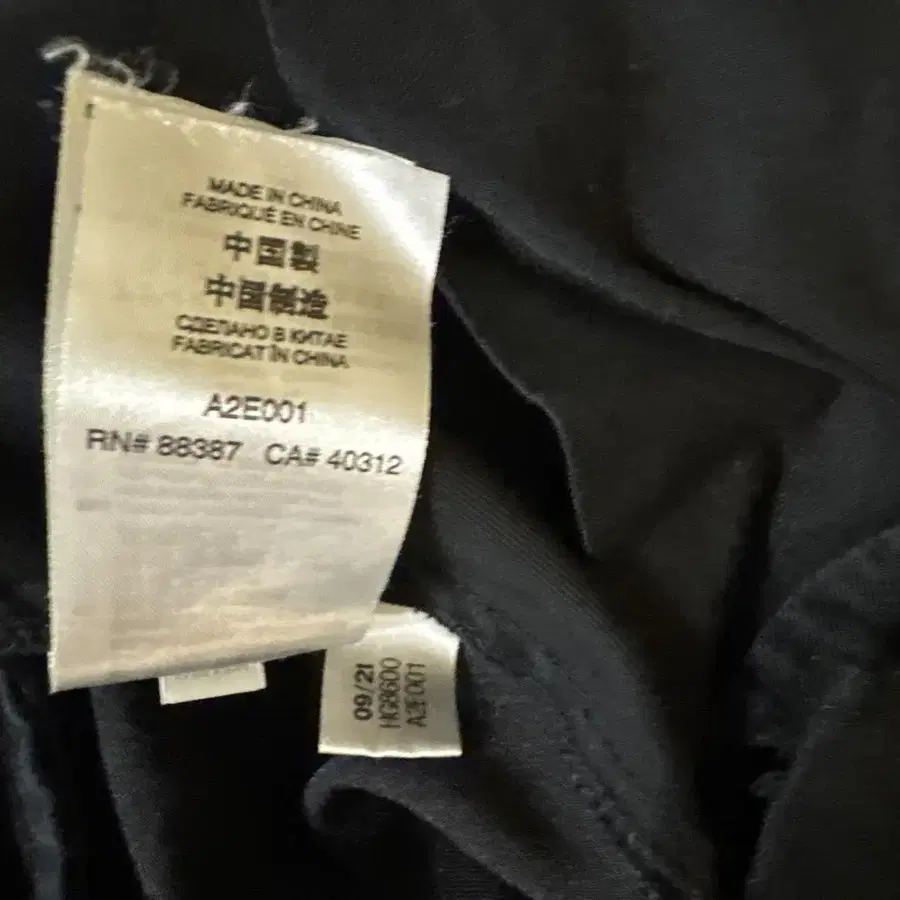 MADE IN CHINA
FABRIQUÉ EN CHINE
中国製
中国制造
СДЕЛАНО В КИТАЕ
FABRICAT ÎN CHINA
A2E001
RN# 88387 CA# 40312
09/21
HG8600
A2E001